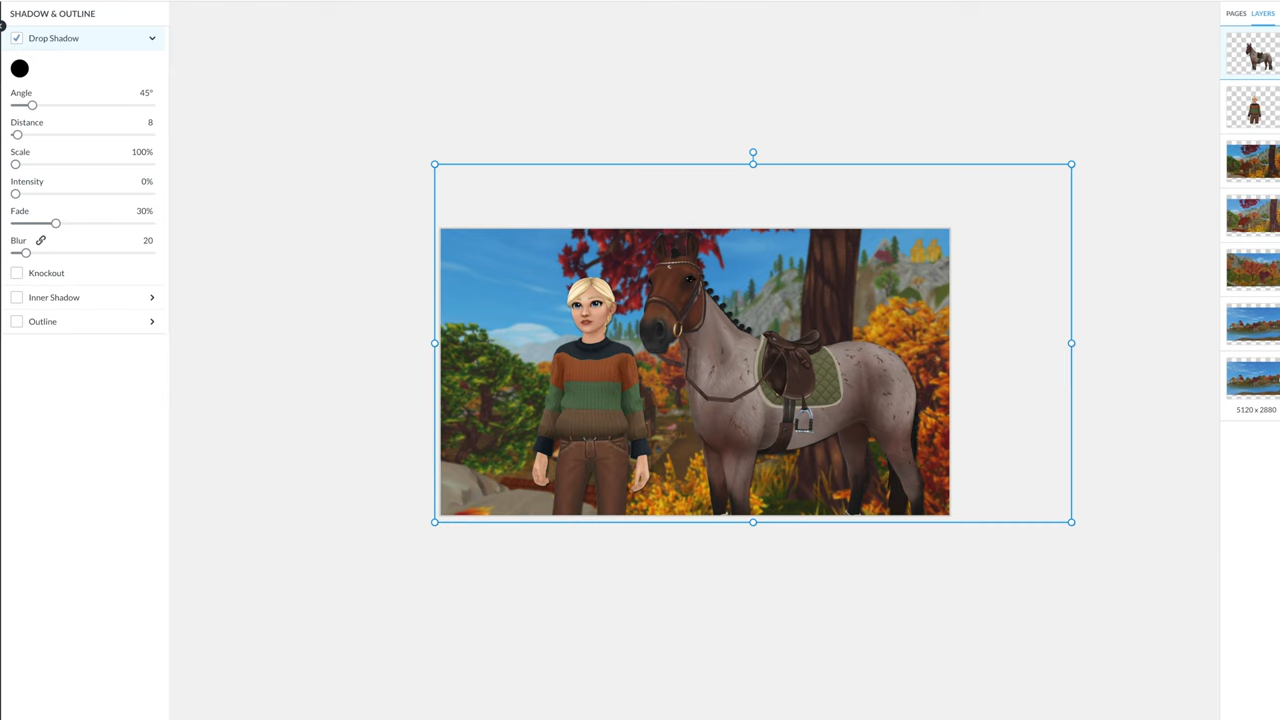 SHADOW & OUTLINE
PAGES LAYERS
Drop Shadow
Angle 45°
Distance 8
Scale 100%
Intensity 0%
Fade 30%
Blur 20
Knockout
Inner Shadow
Outline
5120 x 2880